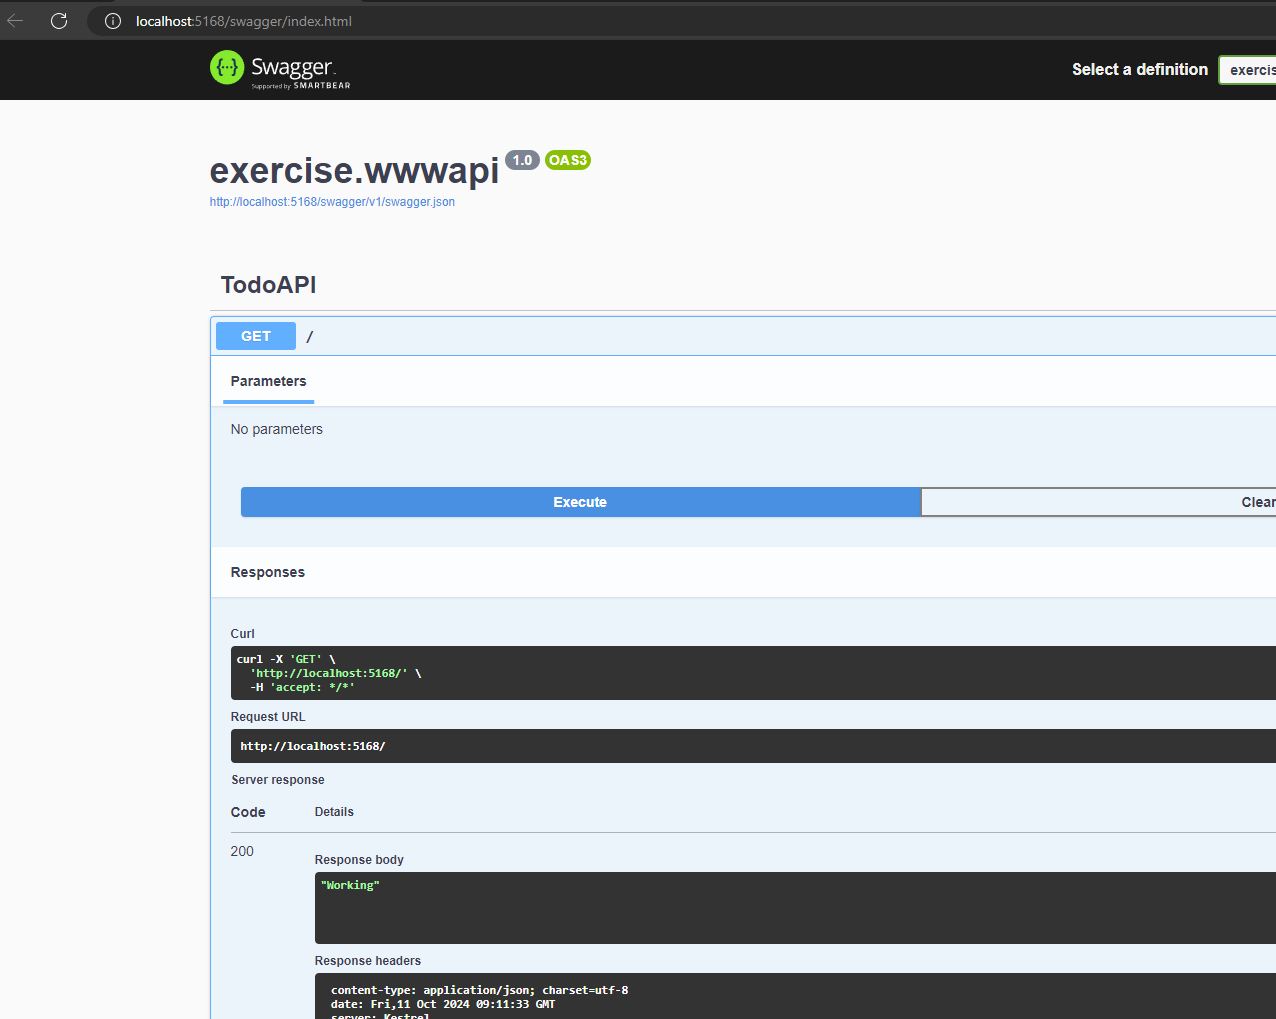 localhost:5168/swagger/index.html
Swagger
Supported by SMARTBEAR
Select a definition
exercis
exercise.wwwapi 1.0 OAS3
http://localhost:5168/swagger/v1/swagger.json
TodoAPI
GET /
Parameters
No parameters
Execute
Clear
Responses
Curl
curl -X 'GET' \
'http://localhost:5168/' \
-H 'accept: */*'
Request URL
http://localhost:5168/
Server response
Code Details
200
Response body
"Working"
Response headers
content-type: application/json; charset=utf-8
date: Fri,11 Oct 2024 09:11:33 GMT
server: Kestrel